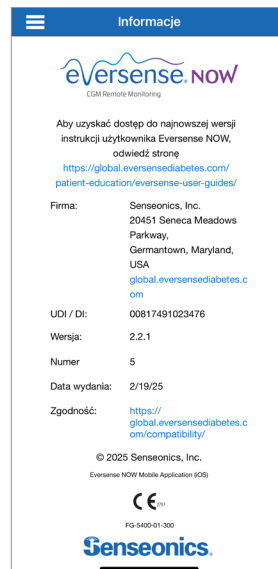 Informacje
eversense. NOW
CGM Remote Monitoring
Aby uzyskać dostęp do najnowszej wersji
instrukcji użytkownika Eversense NOW,
odwiedź stronę
https://global.eversensediabetes.com/
patient-education/eversense-user-guides/
Firma: Senseonics, Inc.
20451 Seneca Meadows
Parkway,
Germantown, Maryland,
USA
global.eversensediabetes.c
om
UDI / DI: 00817491023476
Wersja: 2.2.1
Numer 5
Data wydania: 2/19/25
Zgodność: https://
global.eversensediabetes.c
om/compatibility/
© 2025 Senseonics, Inc.
Eversense NOW Mobile Application (iOS)
CE 2797
FG-5400-01-300
Senseonics.